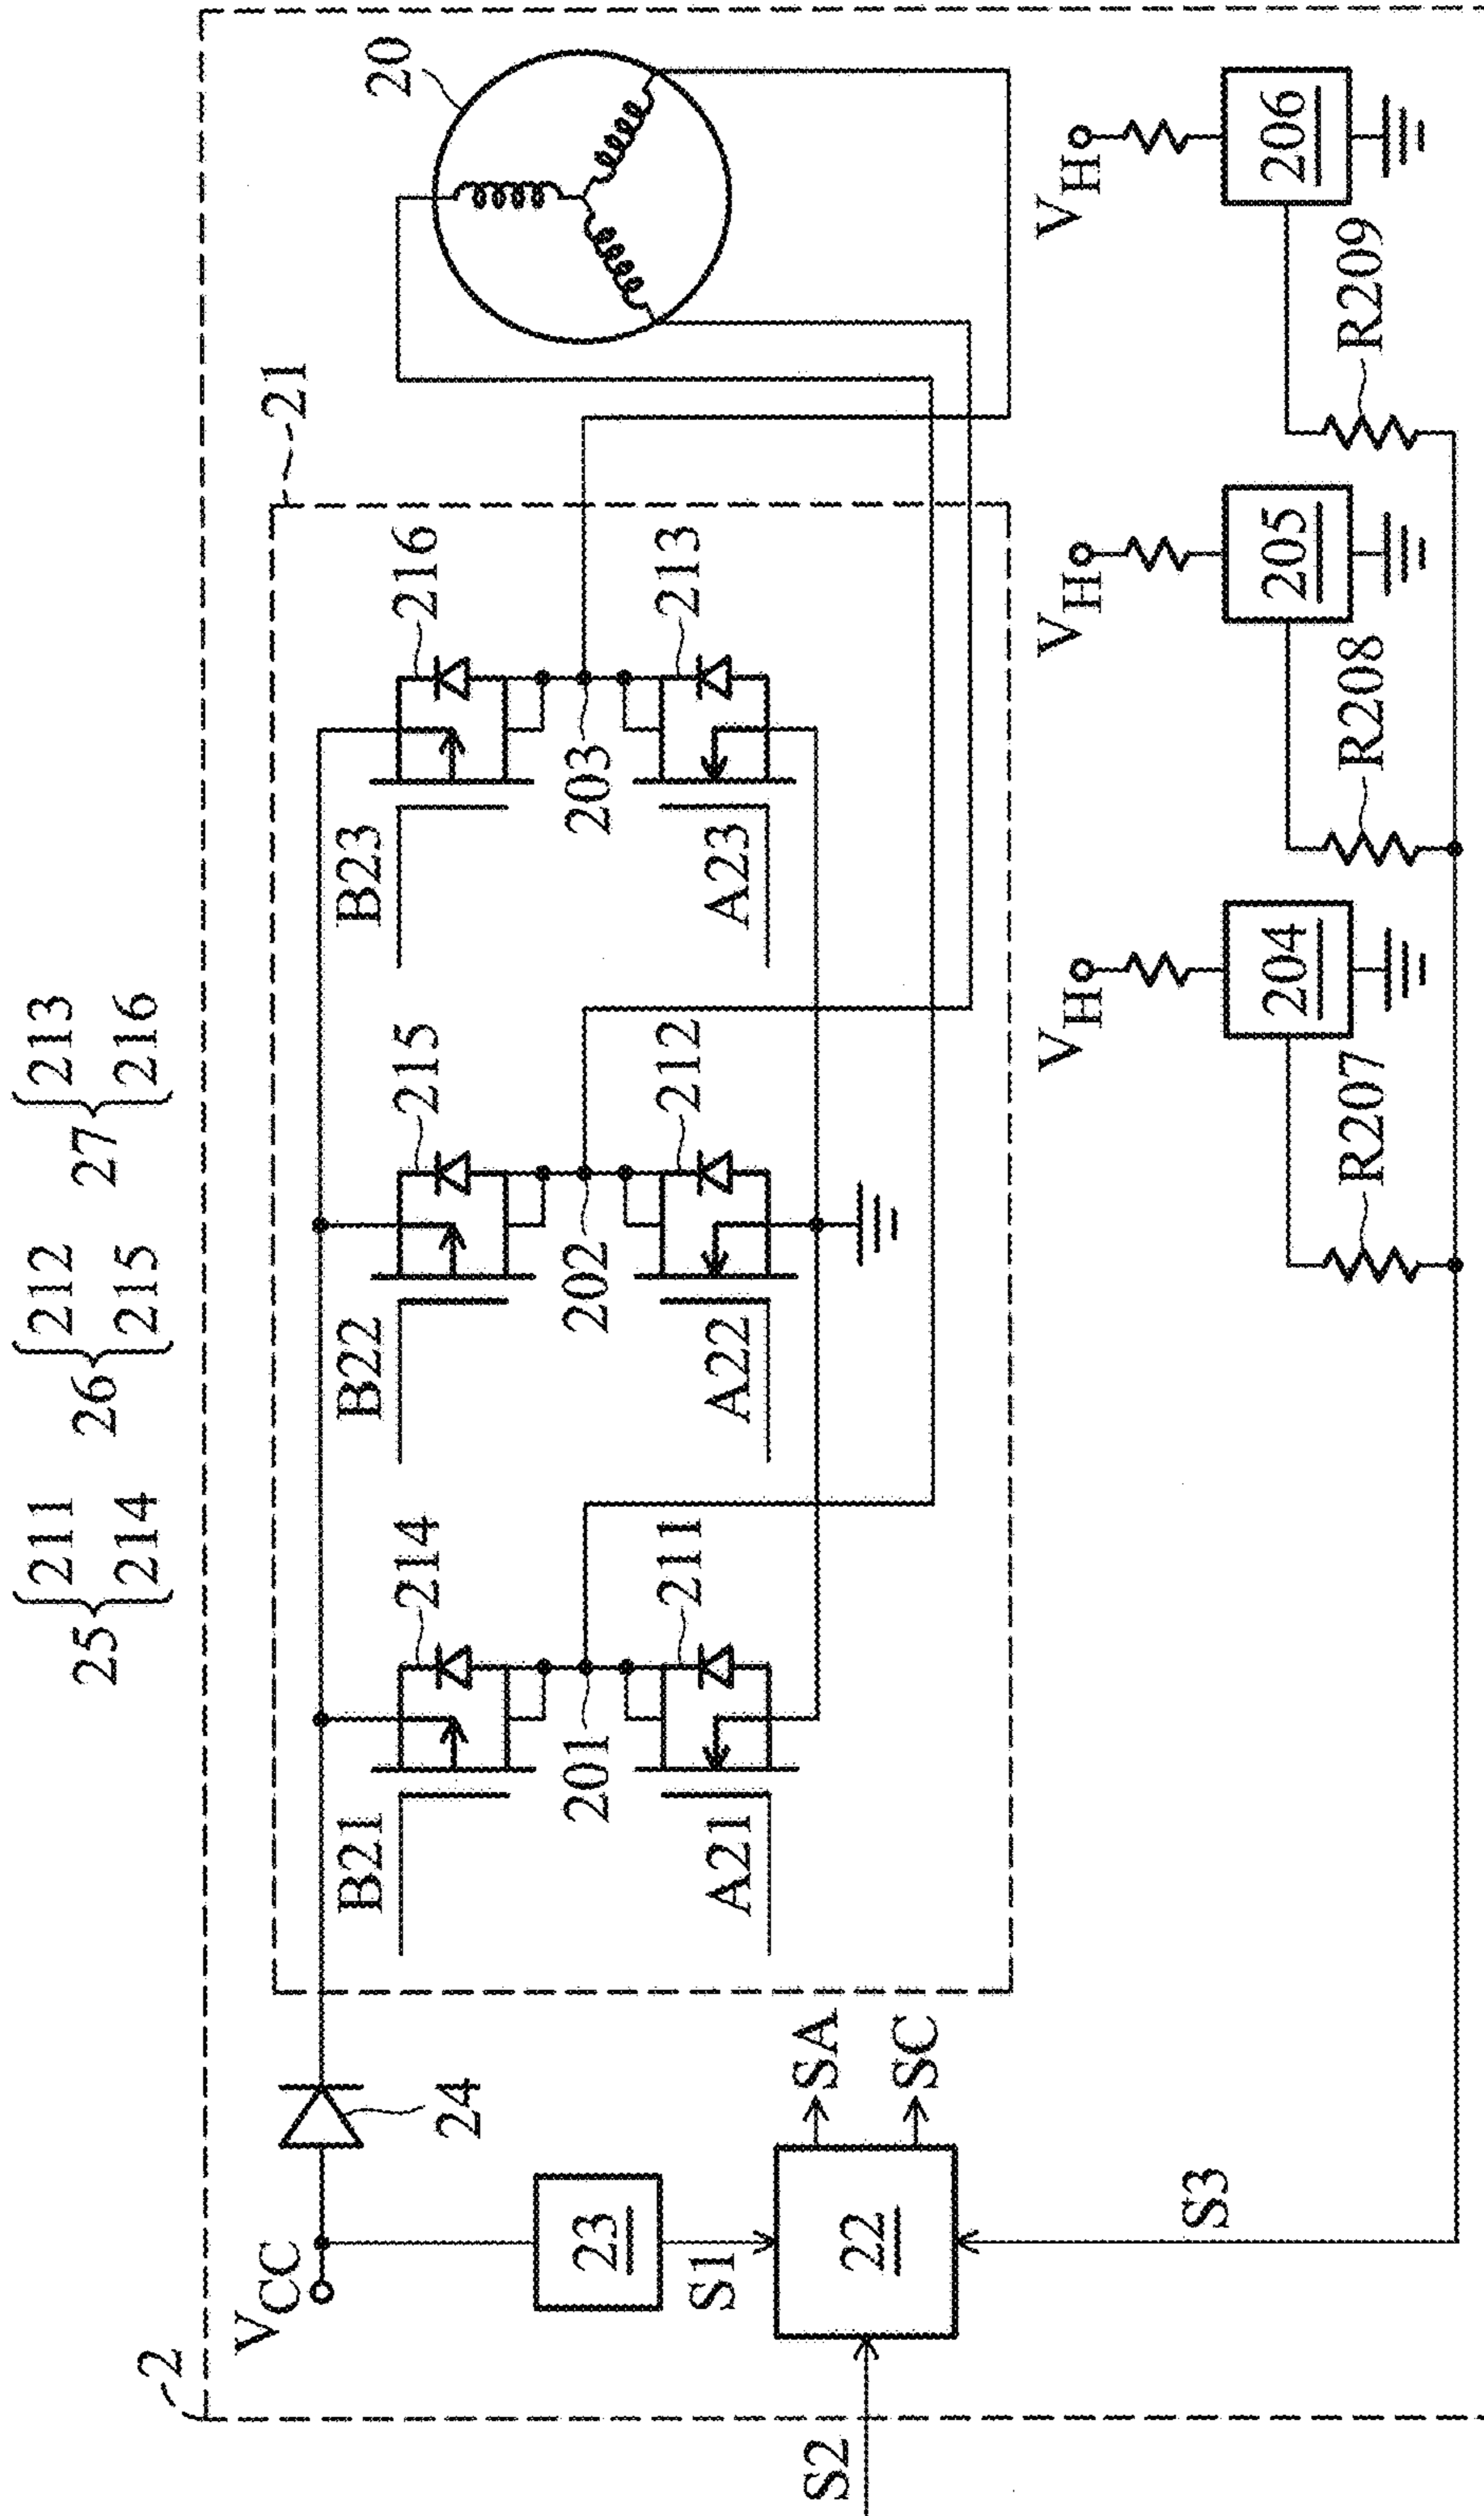 25 { 211
214
26 { 212
215
27 { 213
216
2
21
20
VCC
24
B21
214
B22
215
B23
216
201
202
203
A21
211
A22
212
A23
213
23
S1
SA
SC
22
S2
S3
VH
204
R207
VH
205
R208
VH
206
R209